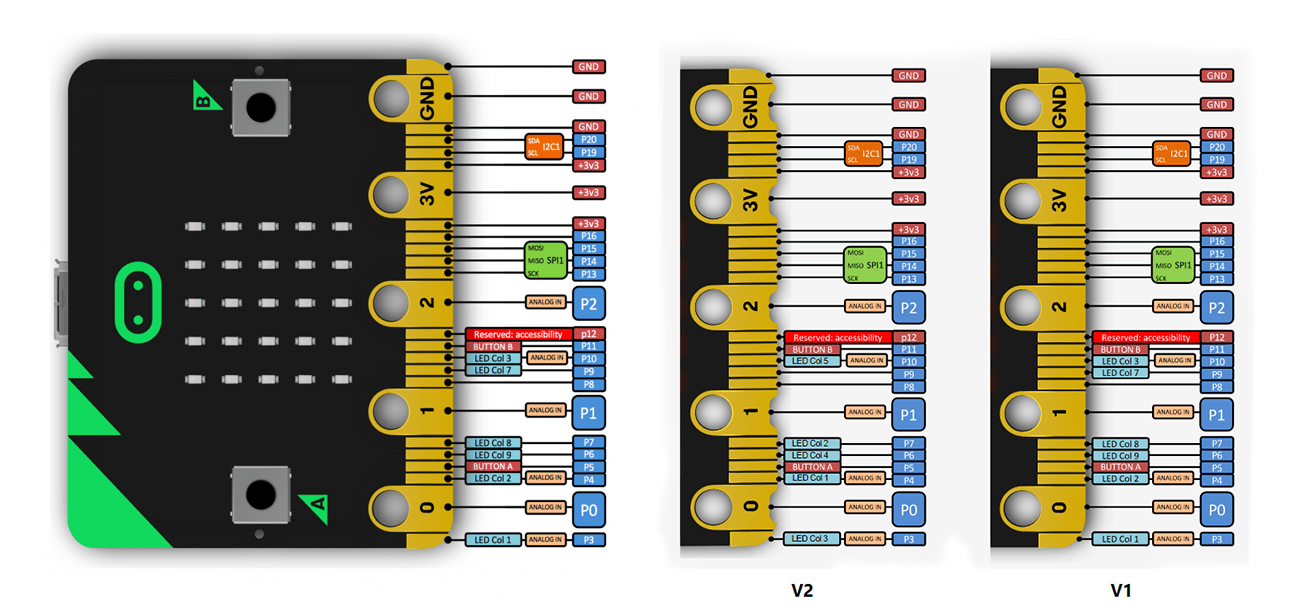 B
A
GND
3V
2
1
0
GND
GND
GND
SDA I2C1 P20
SCL P19
+3v3
+3v3
+3v3
P16
MOSI P15
MISO SPI1 P14
SCK P13
ANALOG IN P2
Reserved: accessibility p12
BUTTON B P11
LED Col 3 ANALOG IN P10
LED Col 7 P9
P8
ANALOG IN P1
LED Col 8 P7
LED Col 9 P6
BUTTON A P5
LED Col 2 ANALOG IN P4
ANALOG IN P0
LED Col 1 ANALOG IN P3
GND
3V
2
1
0
GND
GND
GND
SDA I2C1 P20
SCL P19
+3v3
+3v3
+3v3
P16
MOSI P15
MISO SPI1 P14
SCK P13
ANALOG IN P2
Reserved: accessibility p12
BUTTON B P11
LED Col 5 ANALOG IN P10
P9
P8
ANALOG IN P1
LED Col 2 P7
LED Col 4 P6
BUTTON A P5
LED Col 1 ANALOG IN P4
ANALOG IN P0
LED Col 3 ANALOG IN P3
V2
GND
3V
2
1
0
GND
GND
GND
SDA I2C1 P20
SCL P19
+3v3
+3v3
+3v3
P16
MOSI P15
MISO SPI1 P14
SCK P13
ANALOG IN P2
Reserved: accessibility P12
BUTTON B P11
LED Col 3 ANALOG IN P10
LED Col 7 P9
P8
ANALOG IN P1
LED Col 8 P7
LED Col 9 P6
BUTTON A P5
LED Col 2 ANALOG IN P4
ANALOG IN P0
LED Col 1 ANALOG IN P3
V1